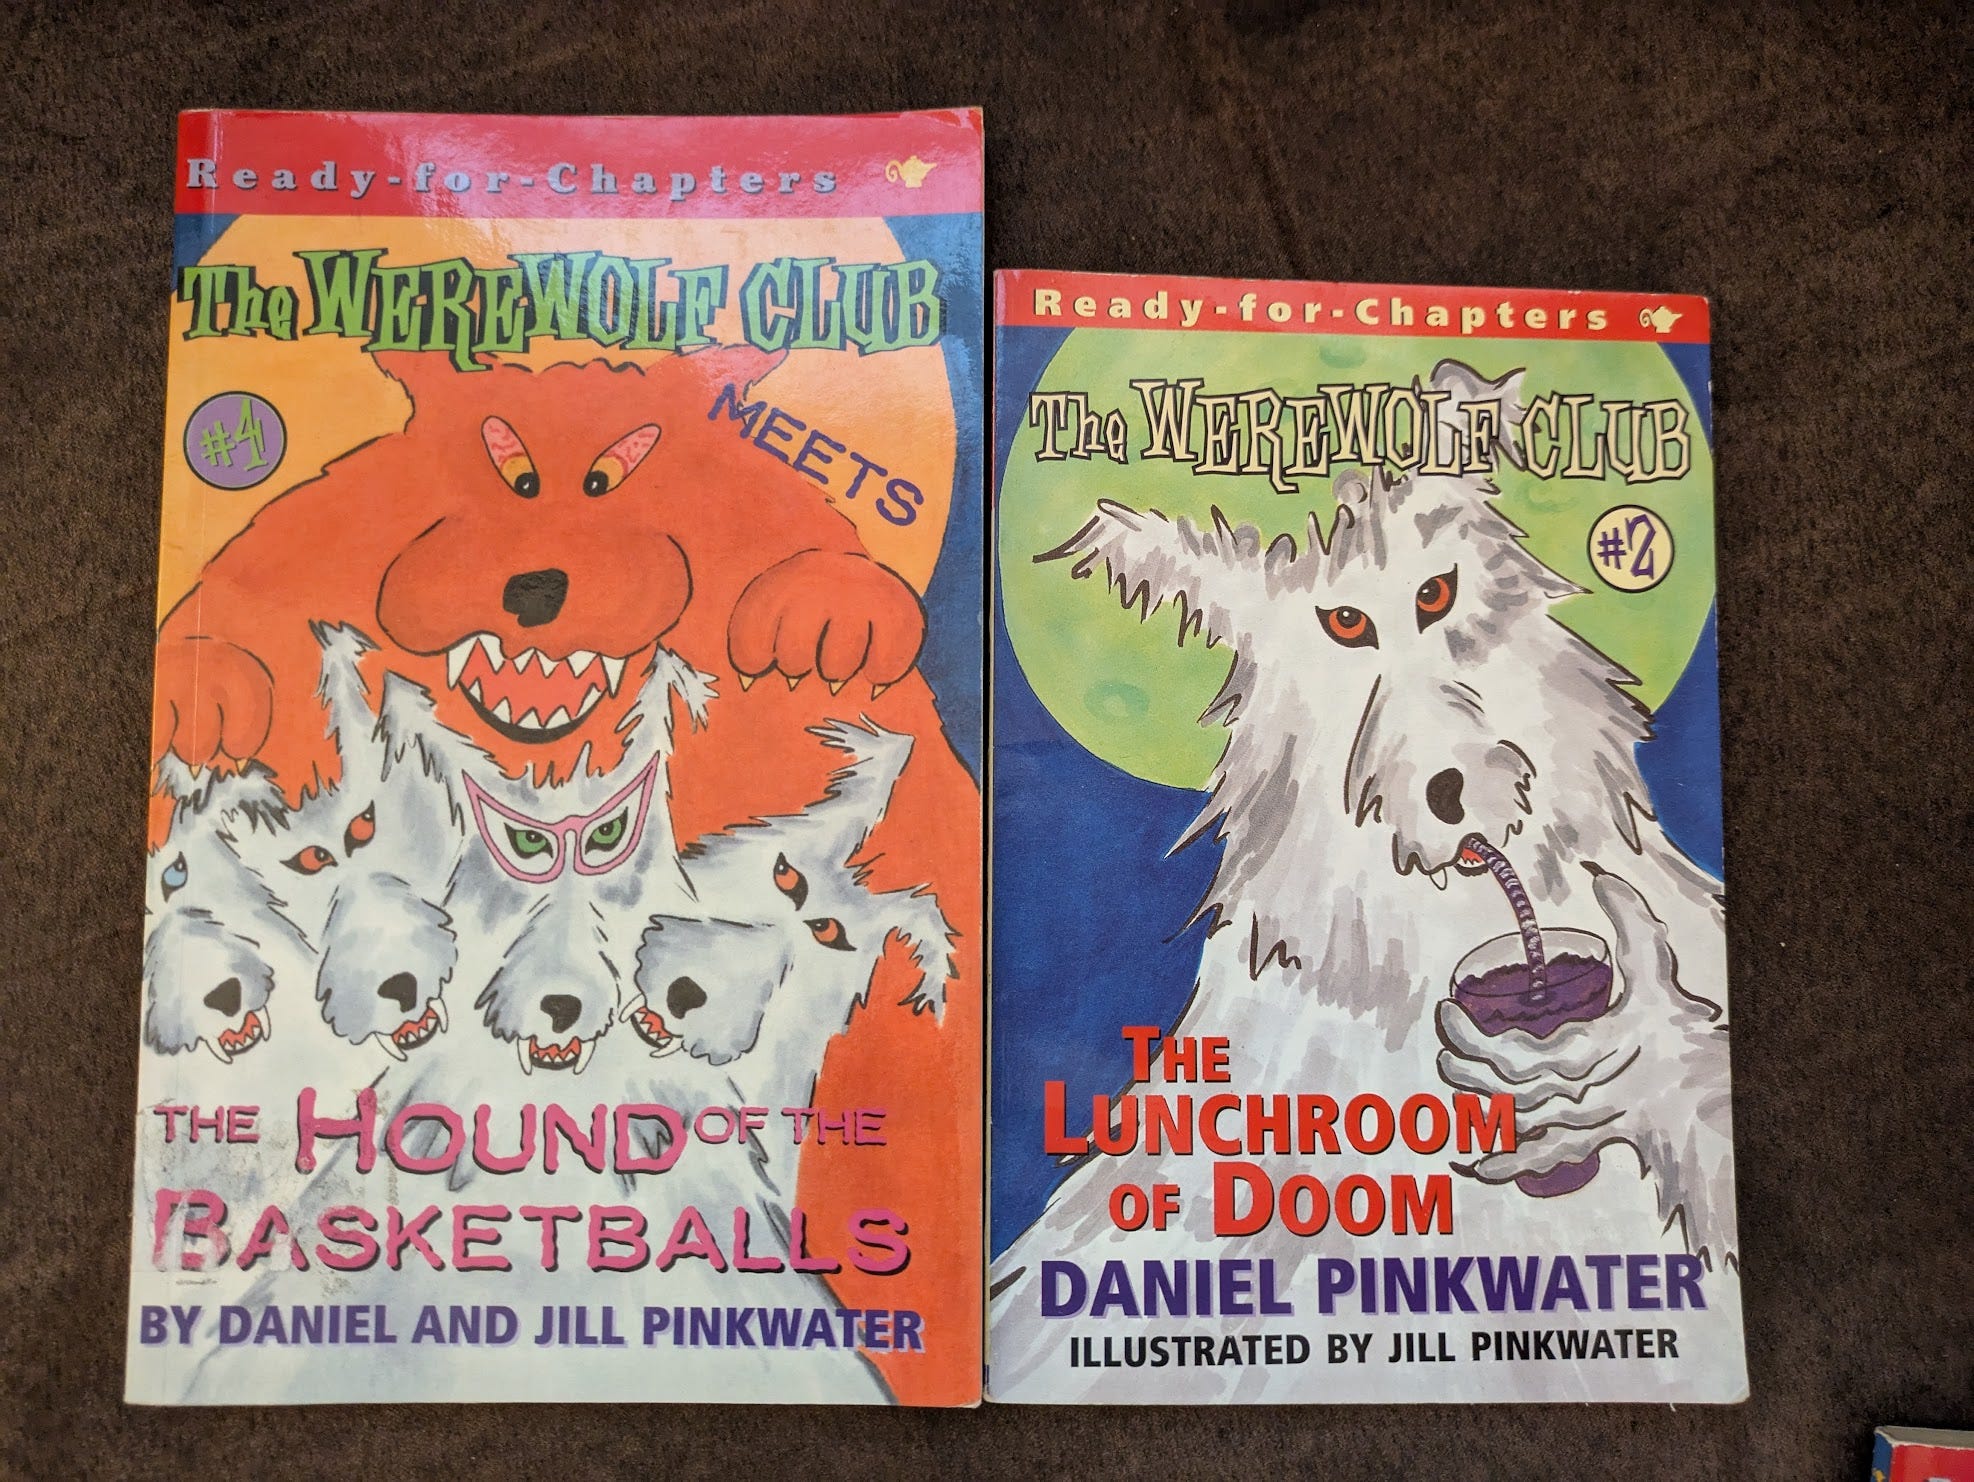 Ready-for-Chapters
The WEREWOLF CLUB
#4
MEETS
THE HOUND OF THE
BASKETBALLS
BY DANIEL AND JILL PINKWATER
Ready-for-Chapters
The WEREWOLF CLUB
#2
THE
LUNCHROOM
OF DOOM
DANIEL PINKWATER
ILLUSTRATED BY JILL PINKWATER